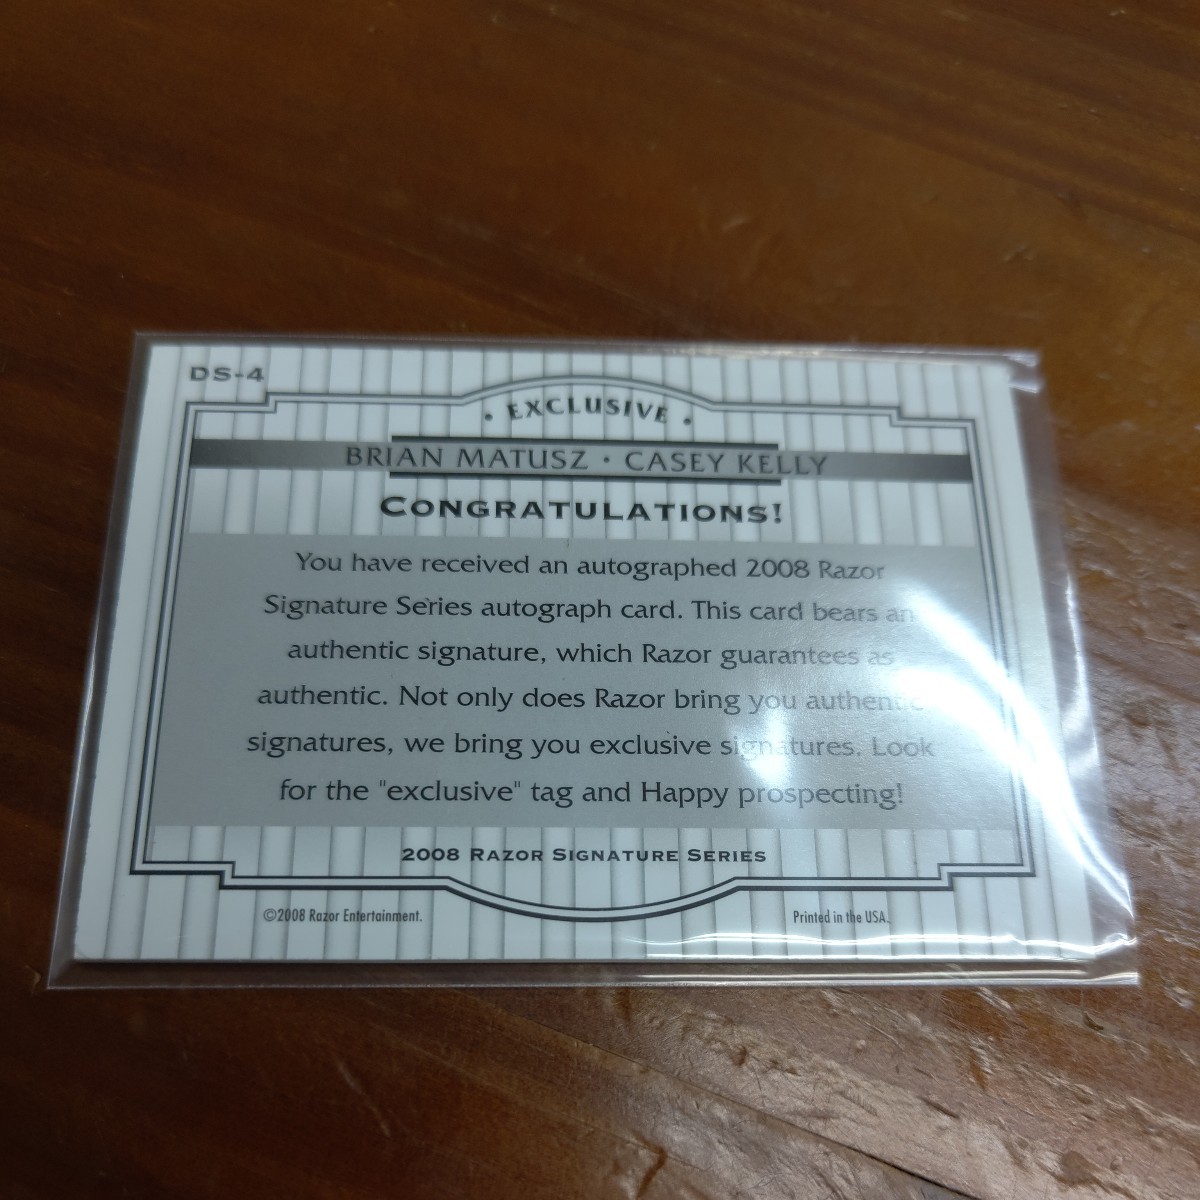 DS-4
• EXCLUSIVE •
BRIAN MATUSZ • CASEY KELLY
CONGRATULATIONS!
You have received an autographed 2008 Razor
Signature Series autograph card. This card bears an
authentic signature, which Razor guarantees as
authentic. Not only does Razor bring you authentic
signatures, we bring you exclusive signatures. Look
for the "exclusive" tag and Happy prospecting!
2008 RAZOR SIGNATURE SERIES
©2008 Razor Entertainment.
Printed in the USA.